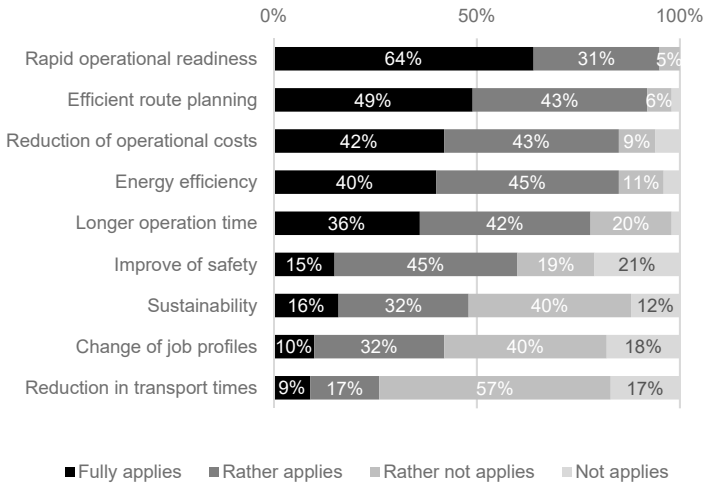 0% 50% 100%
Rapid operational readiness 64% 31% 5%
Efficient route planning 49% 43% 6%
Reduction of operational costs 42% 43% 9%
Energy efficiency 40% 45% 11%
Longer operation time 36% 42% 20%
Improve of safety 15% 45% 19% 21%
Sustainability 16% 32% 40% 12%
Change of job profiles 10% 32% 40% 18%
Reduction in transport times 9% 17% 57% 17%
Fully applies Rather applies Rather not applies Not applies